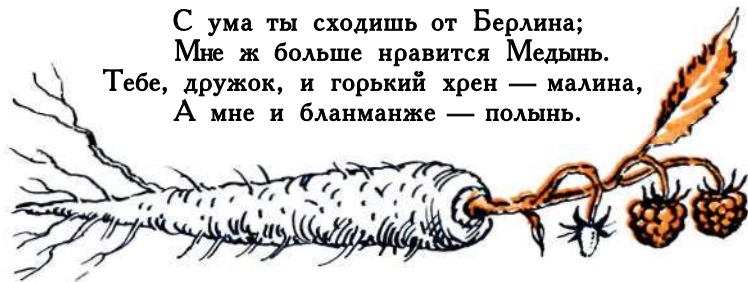 С ума ты сходишь от Берлина;
Мне ж больше нравится Медынь.
Тебе, дружок, и горький хрен — малина,
А мне и бланманже — полынь.